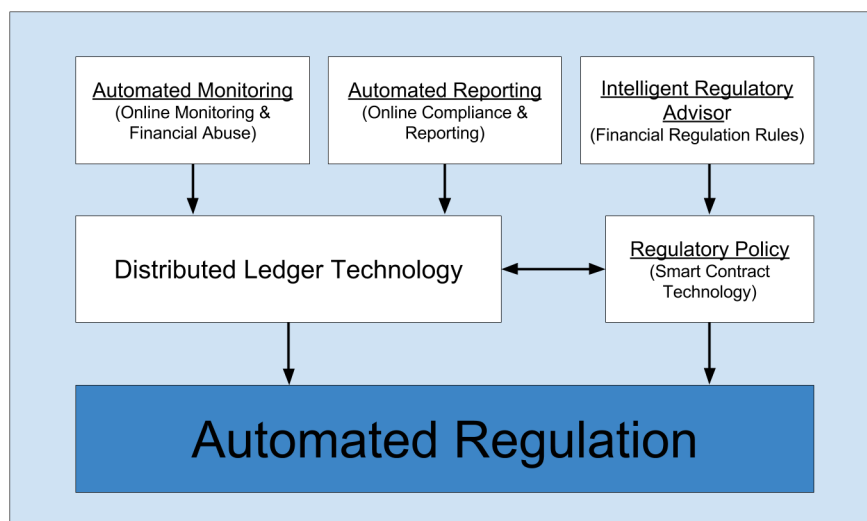 Automated Monitoring
(Online Monitoring &
Financial Abuse)
Automated Reporting
(Online Compliance &
Reporting)
Intelligent Regulatory
Advisor
(Financial Regulation Rules)
Distributed Ledger Technology
Regulatory Policy
(Smart Contract
Technology)
Automated Regulation